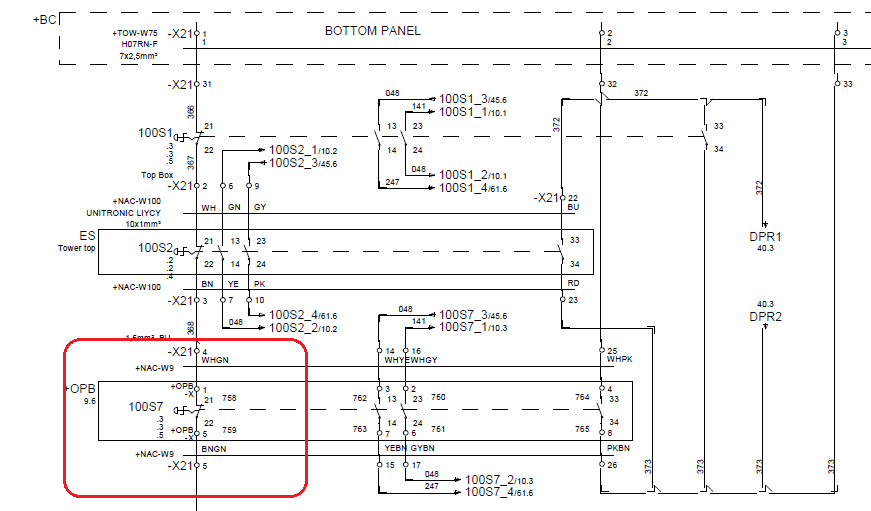 +BC
BOTTOM PANEL
+TOW-W75 -X21 1 2 3
H07RN-F 1 2 3
7x2,5mm²
-X21 31 32 33
048 100S1_3/45.6 372
141 100S1_1/10.1
366 372
100S1 21 13 23 33
.3 22 14 24 34
.3
.5
367 100S2_1/10.2
100S2_3/45.6
048 100S1_2/10.1
247 100S1_4/61.6
Top Box
-X21 2 6 9 372
+NAC-W100 -X21 22
UNITRONIC LIYCY WH GN GY BU
10x1mm²
ES 21 13 23 33
Tower top 100S2
.2 22 14 24 34
.2
.4
DPR1
40.3
+NAC-W100 BN YE PK RD
-X21 3 7 10 23
40.3
DPR2
100S2_4/61.6
048 100S2_2/10.2
048 100S7_3/45.6
141 100S7_1/10.3
368
1,5mm² BU
-X21 4 14 16 25
WHGN WHYE WHGY WHPK
+NAC-W9
+OPB +OPB 1 3 2 4
9.6 -X
100S7 21 758 762 13 23 760 764 33
.3 22 14 24 34
.3 +OPB 5 759 763 7 6 761 765 8
.5 -X
+NAC-W9 BNGN YEBN GYBN PKBN
-X21 5 15 17 26
373 373 373 373
048 100S7_2/10.3
247 100S7_4/61.6